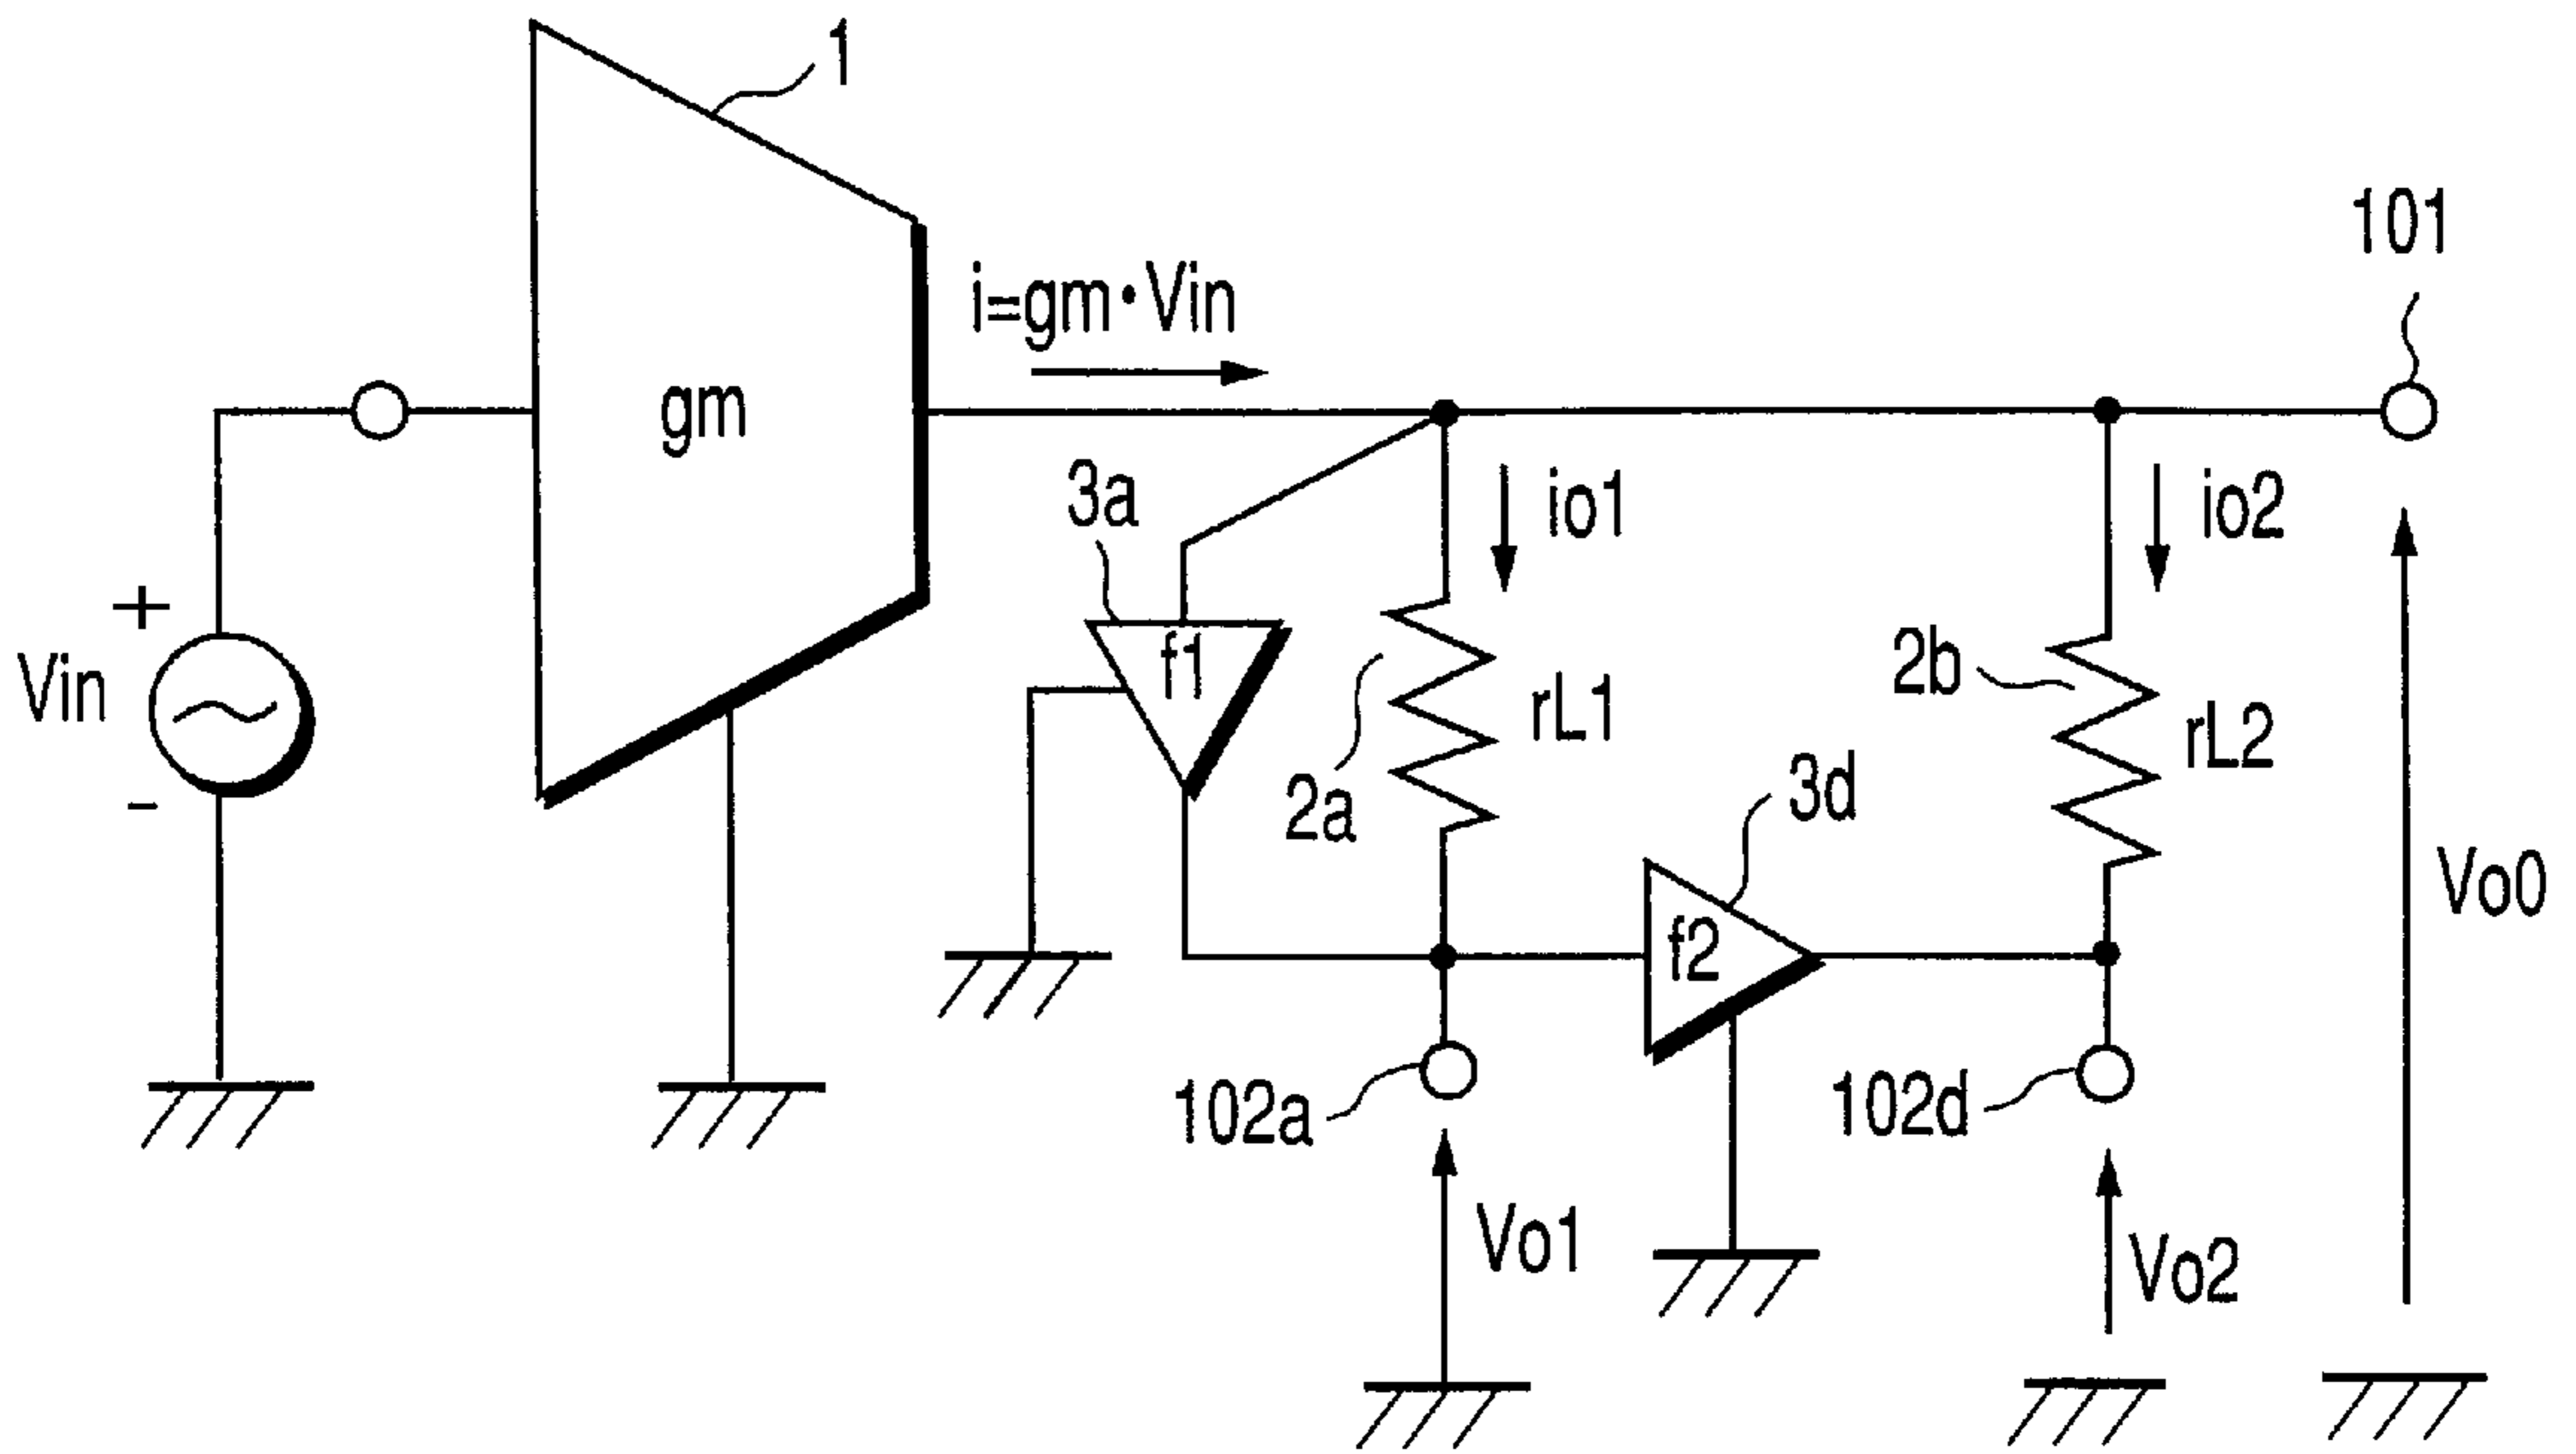 1
101
i=gm·Vin
gm
3a
io1
io2
+
f1
2b
Vin
rL1
rL2
2a
3d
-
Vo0
f2
102a
102d
Vo1
Vo2